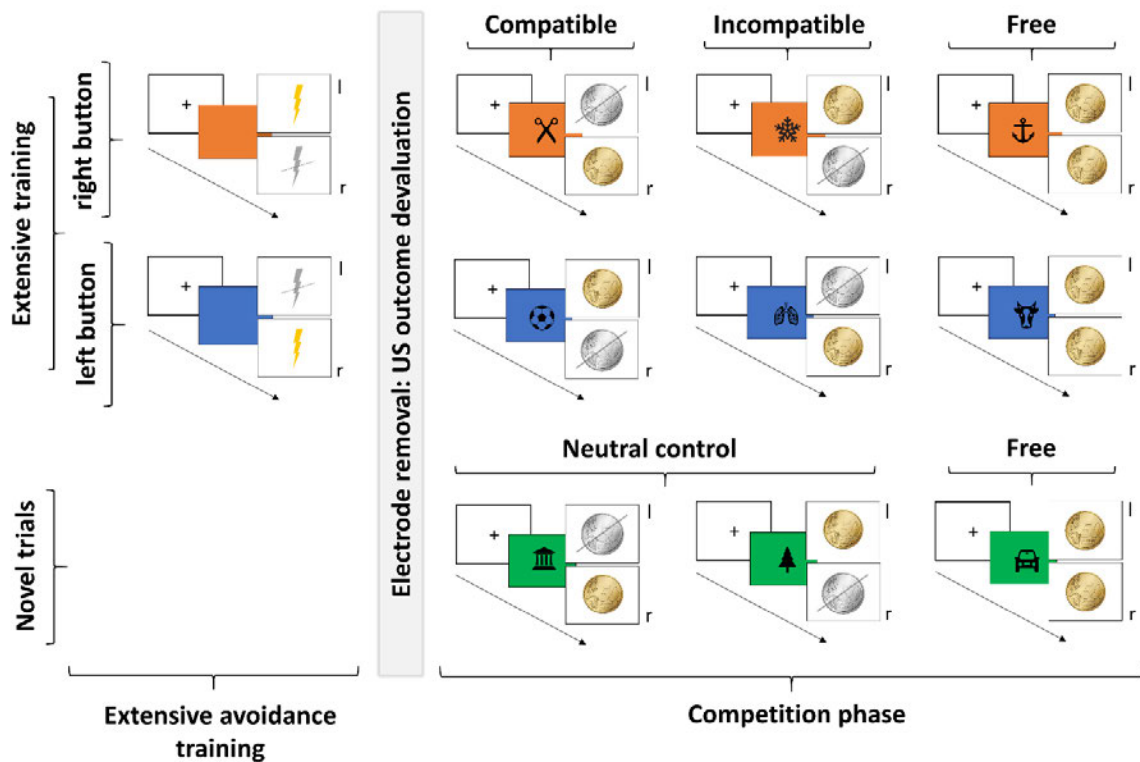 Compatible
Incompatible
Free
Extensive training
right button
l
r
l
r
l
r
l
r
left button
l
r
l
r
l
r
l
r
Electrode removal: US outcome devaluation
Neutral control
Free
Novel trials
l
r
l
r
l
r
Extensive avoidance
training
Competition phase